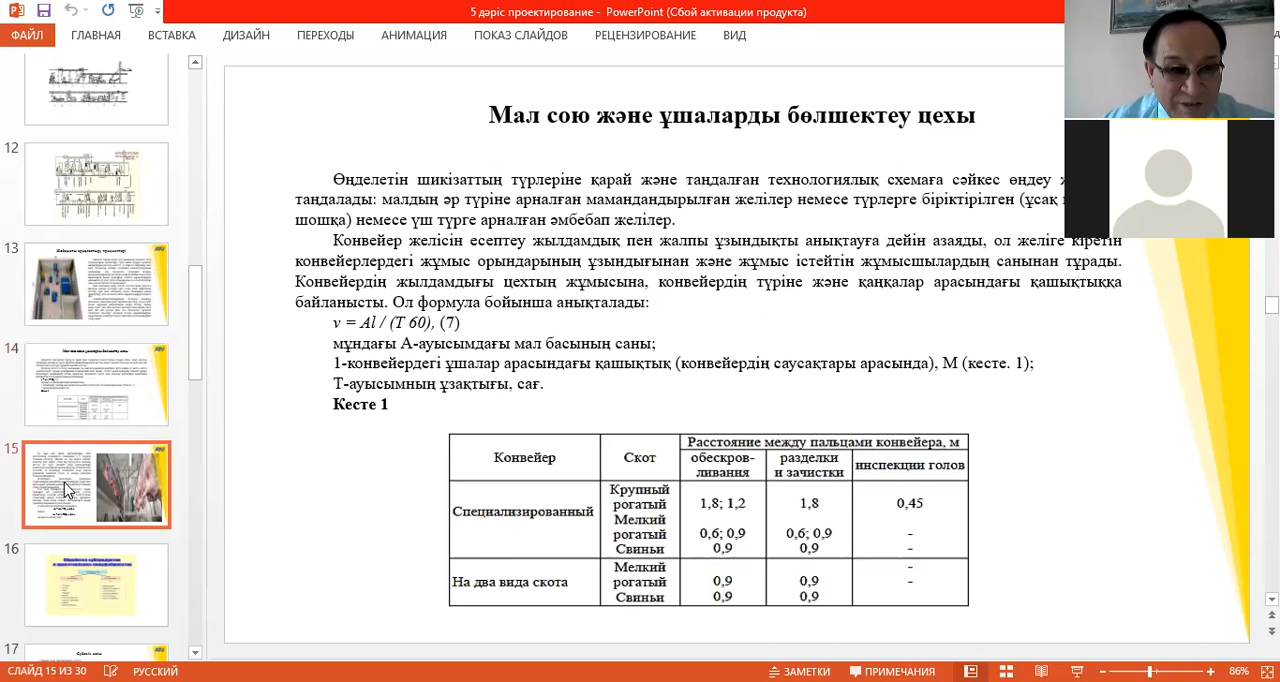 5 дәріс проектирование - PowerPoint (Сбой активации продукта)
ФАЙЛ ГЛАВНАЯ ВСТАВКА ДИЗАЙН ПЕРЕХОДЫ АНИМАЦИЯ ПОКАЗ СЛАЙДОВ РЕЦЕНЗИРОВАНИЕ ВИД
12
13
14
15
16
17
Мал сою және ұшаларды бөлшектеу цехы
Өңделетін шикізаттың түрлеріне қарай және таңдалған технологиялық схемаға сәйкес өңдеу
таңдалады: малдың әр түріне арналған мамандандырылған желілер немесе түрлерге біріктірілген (ұсақ
шошқа) немесе үш түрге арналған әмбебап желілер.
Конвейер желісін есептеу жылдамдық пен жалпы ұзындықты анықтауға дейін азаяды, ол желіге кіретін
конвейерлердегі жұмыс орындарының ұзындығынан және жұмыс істейтін жұмысшылардың санынан тұрады.
Конвейердің жылдамдығы цехтың жұмысына, конвейердің түріне және қаңқалар арасындағы қашықтыққа
байланысты. Ол формула бойынша анықталады:
v = Al / (T 60), (7)
мұндағы А-ауысымдағы мал басының саны;
1-конвейердегі ұшалар арасындағы қашықтық (конвейердің саусақтары арасында), М (кесте. 1);
Т-ауысымның ұзақтығы, сағ.
Кесте 1
Конвейер Скот Расстояние между пальцами конвейера, м
обескров-
ливания разделки
и зачистки инспекции голов
Специализированный Крупный
рогатый 1,8; 1,2 1,8 0,45
Мелкий
рогатый 0,6; 0,9 0,6; 0,9 -
Свиньи 0,9 0,9 -
На два вида скота Мелкий -
рогатый 0,9 0,9 -
Свиньи 0,9 0,9
СЛАЙД 15 ИЗ 30 РУССКИЙ ЗАМЕТКИ ПРИМЕЧАНИЯ 86%